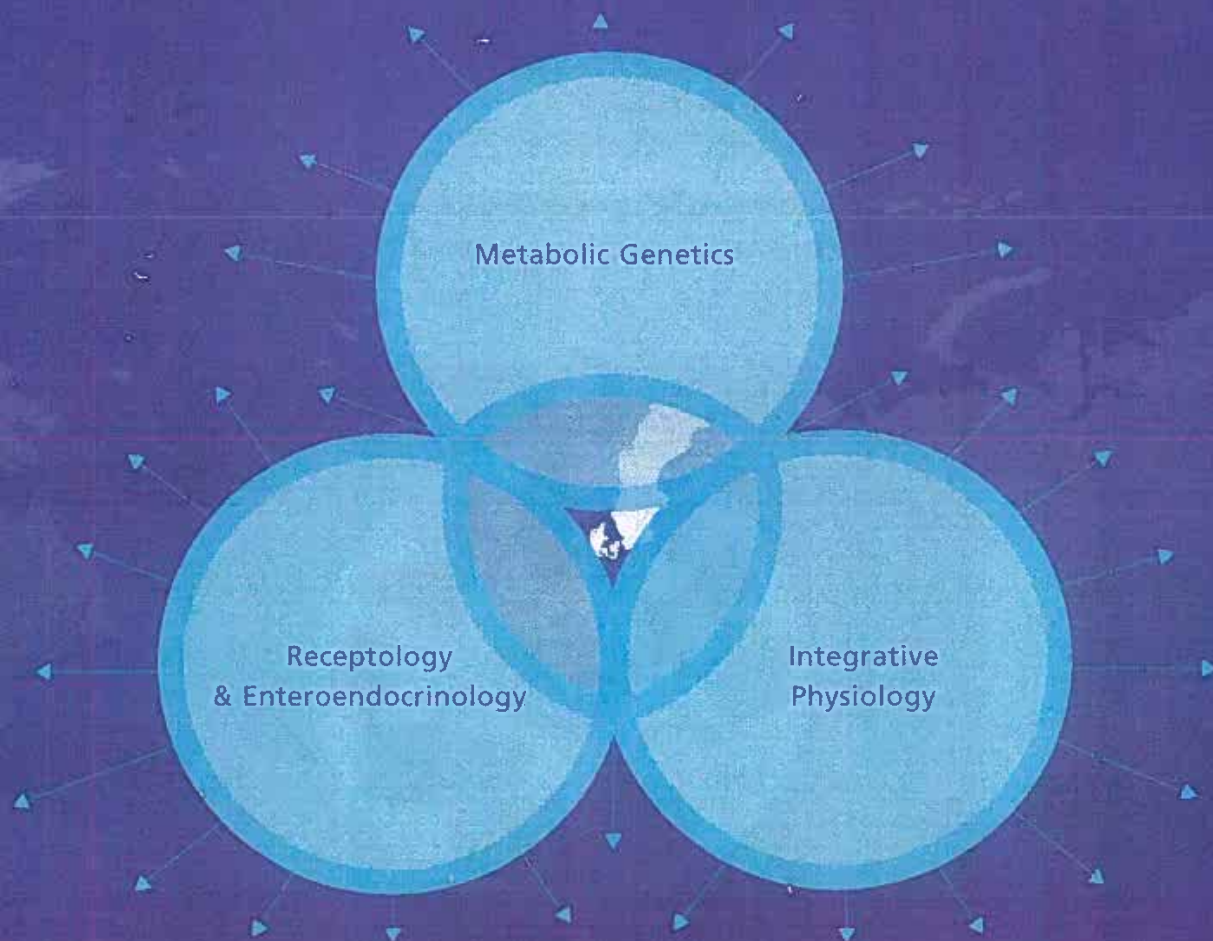 Metabolic Genetics
Receptology
& Enteroendocrinology
Integrative
Physiology